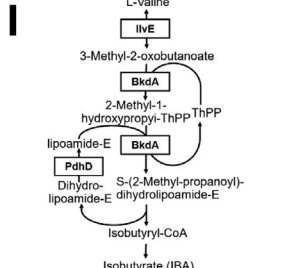 I
L-Valine
IlvE
3-Methyl-2-oxobutanoate
BkdA
2-Methyl-1-
hydroxypropyi-ThPP
ThPP
lipoamide-E
BkdA
PdhD
Dihydro-
lipoamide-E
S-(2-Methyl-propanoyl)-
dihydrolipoamide-E
Isobutyryl-CoA
Isobutyrate (IBA)